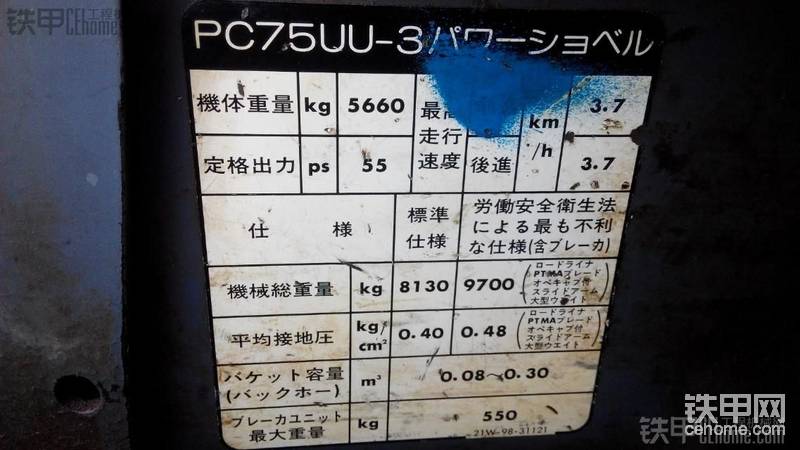 铁甲 工程机械网
CEhome.com
PC75UU-3パワーショベル
機体重量 kg 5660 最高走行速度 km/h 3.7
定格出力 ps 55 後進 3.7
仕様 標準仕様 労働安全衛生法による最も不利な仕様(含ブレーカ)
機械総重量 kg 8130 9700 (ロードライナ PTMAブレード オペキャブ付 スライドアーム 大型ウエイト)
平均接地圧 kg/cm² 0.40 0.48 (ロードライナ PTMAブレード オペキャブ付 スライドアーム 大型ウエイト)
バケット容量(バックホー) m³ 0.08～0.30
ブレーカユニット最大重量 kg 550
21W-98-31121
铁甲网
cehome.com